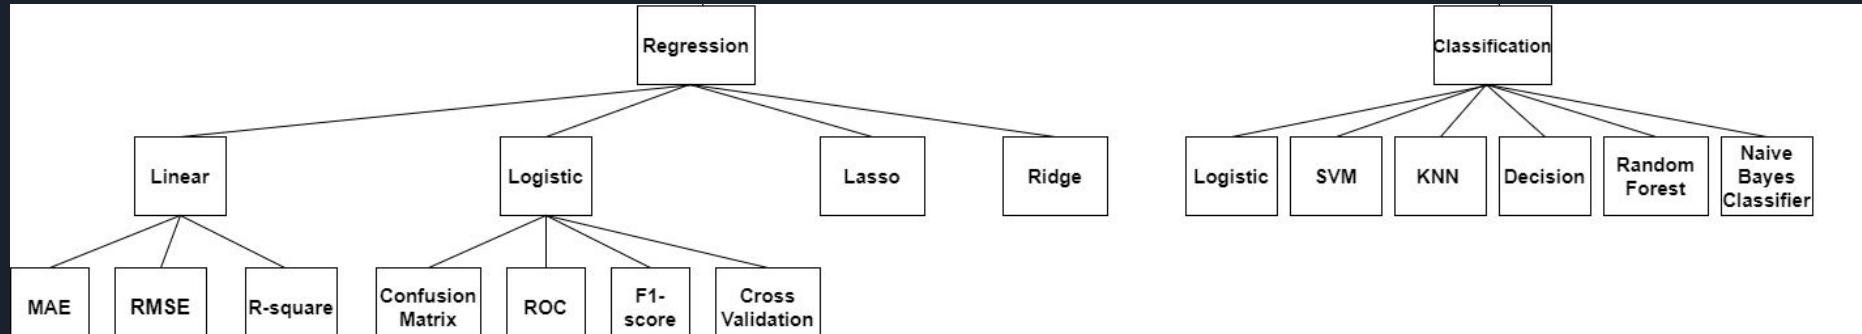 Regression
Classification
Linear
Logistic
Lasso
Ridge
Logistic
SVM
KNN
Decision
Random
Forest
Naive
Bayes
Classifier
MAE
RMSE
R-square
Confusion
Matrix
ROC
F1-
score
Cross
Validation